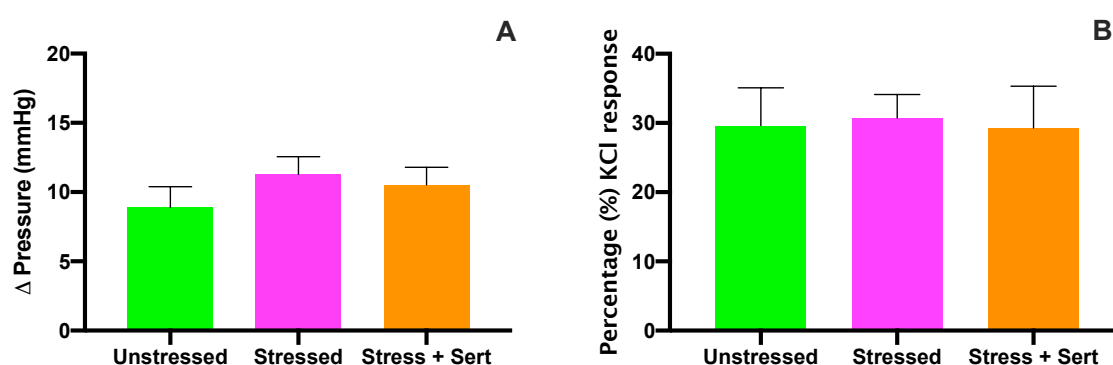 A
Δ Pressure (mmHg)
20
15
10
5
0
Unstressed Stressed Stress + Sert
B
Percentage (%) KCl response
40
30
20
10
0
Unstressed Stressed Stress + Sert